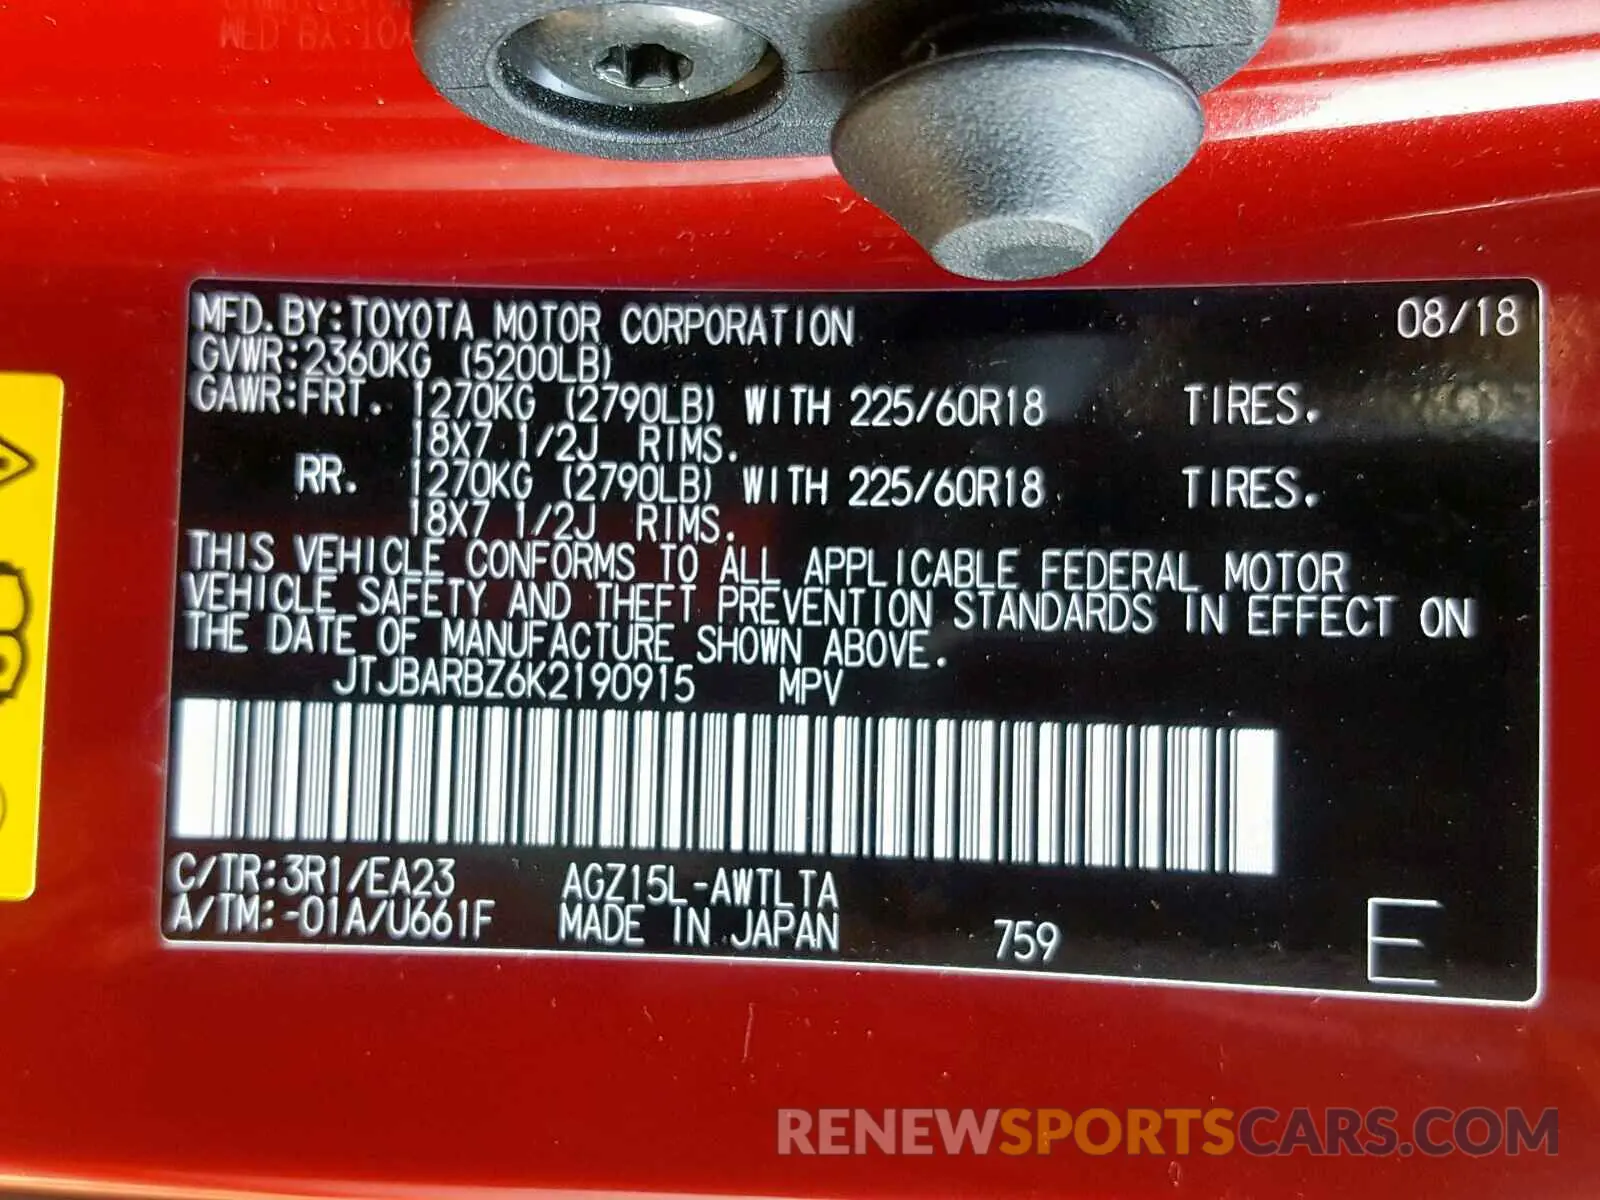 MFD.BY:TOYOTA MOTOR CORPORATION 08/18
GVWR:2360KG (5200LB)
GAWR:FRT. 1270KG (2790LB) WITH 225/60R18 TIRES.
18X7 1/2J RIMS.
RR. 1270KG (2790LB) WITH 225/60R18 TIRES.
18X7 1/2J RIMS.
THIS VEHICLE CONFORMS TO ALL APPLICABLE FEDERAL MOTOR
VEHICLE SAFETY AND THEFT PREVENTION STANDARDS IN EFFECT ON
THE DATE OF MANUFACTURE SHOWN ABOVE.
JTJBARBZ6K2190915 MPV
C/TR:3R1/EA23 AGZ15L-AWTLTA
A/TM:-01A/U661F MADE IN JAPAN 759 E
RENEWSPORTSCARS.COM